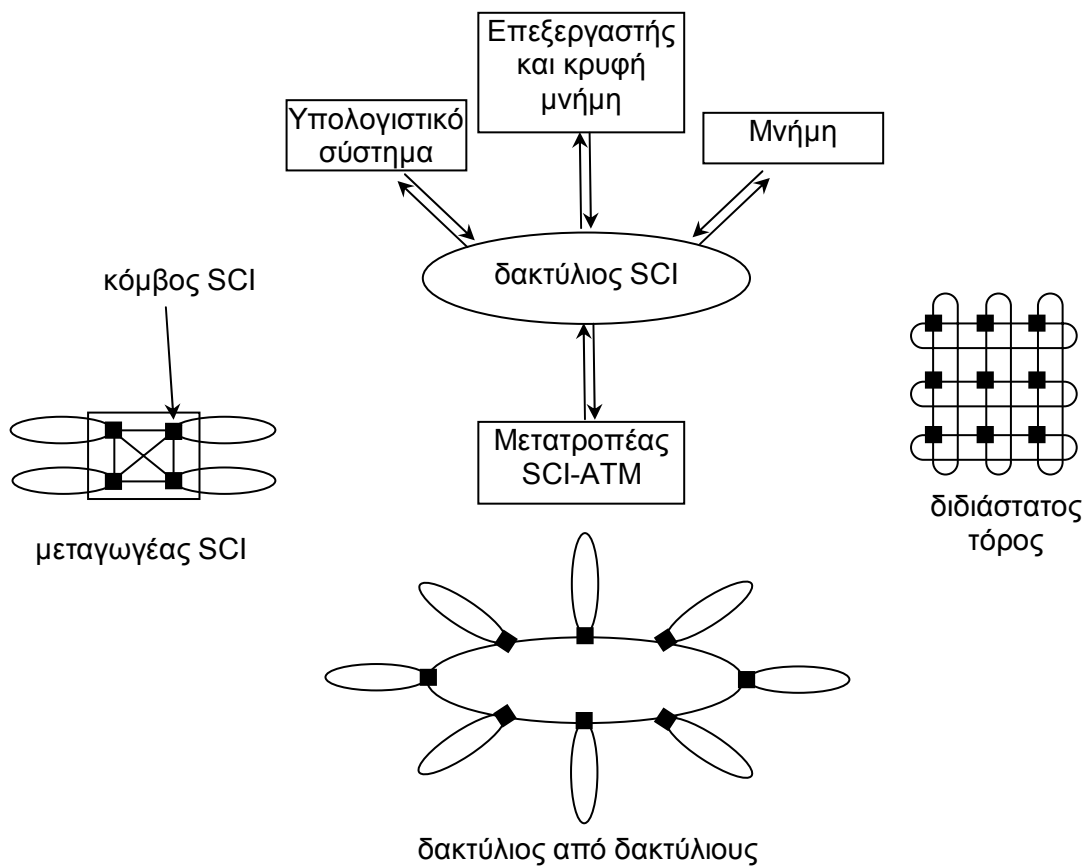 Επεξεργαστής
και κρυφή
μνήμη
Υπολογιστικό
σύστημα
Μνήμη
δακτύλιος SCI
κόμβος SCI
Μετατροπέας
SCI-ATM
μεταγωγέας SCI
διδιάστατος
τόρος
δακτύλιος από δακτύλιους